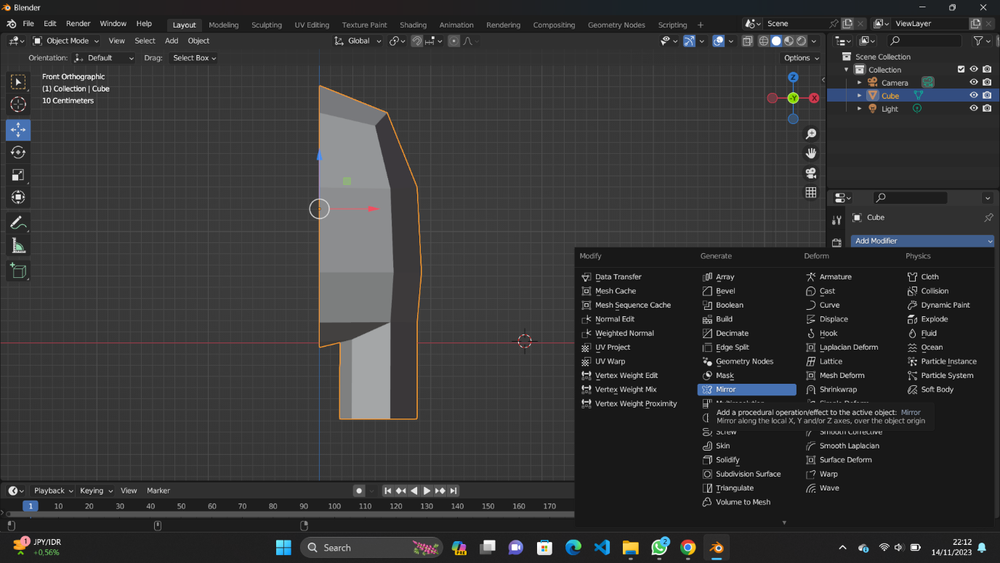 Blender
File Edit Render Window Help
Layout Modeling Sculpting UV Editing Texture Paint Shading Animation Rendering Compositing Geometry Nodes Scripting +
Scene
ViewLayer
Object Mode View Select Add Object
Global
Orientation: Default Drag: Select Box
Options
Front Orthographic
(1) Collection | Cube
10 Centimeters
Z
X
-Y
Scene Collection
Collection
Camera
Cube
Light
Cube
Add Modifier
Modify
Data Transfer
Mesh Cache
Mesh Sequence Cache
Normal Edit
Weighted Normal
UV Project
UV Warp
Vertex Weight Edit
Vertex Weight Mix
Vertex Weight Proximity
Generate
Array
Bevel
Boolean
Build
Decimate
Edge Split
Geometry Nodes
Mask
Mirror
Screw
Skin
Solidify
Subdivision Surface
Triangulate
Volume to Mesh
Deform
Armature
Cast
Curve
Displace
Hook
Laplacian Deform
Lattice
Mesh Deform
Shrinkwrap
Smooth Corrective
Smooth Laplacian
Surface Deform
Warp
Wave
Physics
Cloth
Collision
Dynamic Paint
Explode
Fluid
Ocean
Particle Instance
Particle System
Soft Body
Add a procedural operation/effect to the active object: Mirror
Mirror along the local X, Y and/or Z axes, over the object origin
Playback Keying View Marker
1 10 20 30 40 50 60 70 80 90 100 110 120 130 140 150 160 170
1
JPY/IDR
+0,56%
Search
PRE
2
22:12
14/11/2023